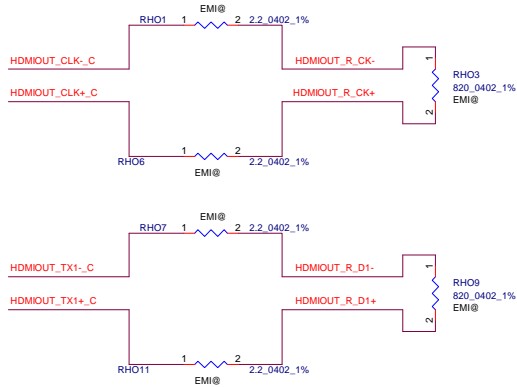 EMI@
RHO1
1
2
2.2_0402_1%
HDMIOUT_CLK-_C
HDMIOUT_R_CK-
1
RHO3
820_0402_1%
EMI@
HDMIOUT_CLK+_C
HDMIOUT_R_CK+
2
RHO6
1
2
2.2_0402_1%
EMI@
EMI@
RHO7
1
2
2.2_0402_1%
HDMIOUT_TX1-_C
HDMIOUT_R_D1-
1
RHO9
820_0402_1%
EMI@
HDMIOUT_TX1+_C
HDMIOUT_R_D1+
2
RHO11
1
2
2.2_0402_1%
EMI@